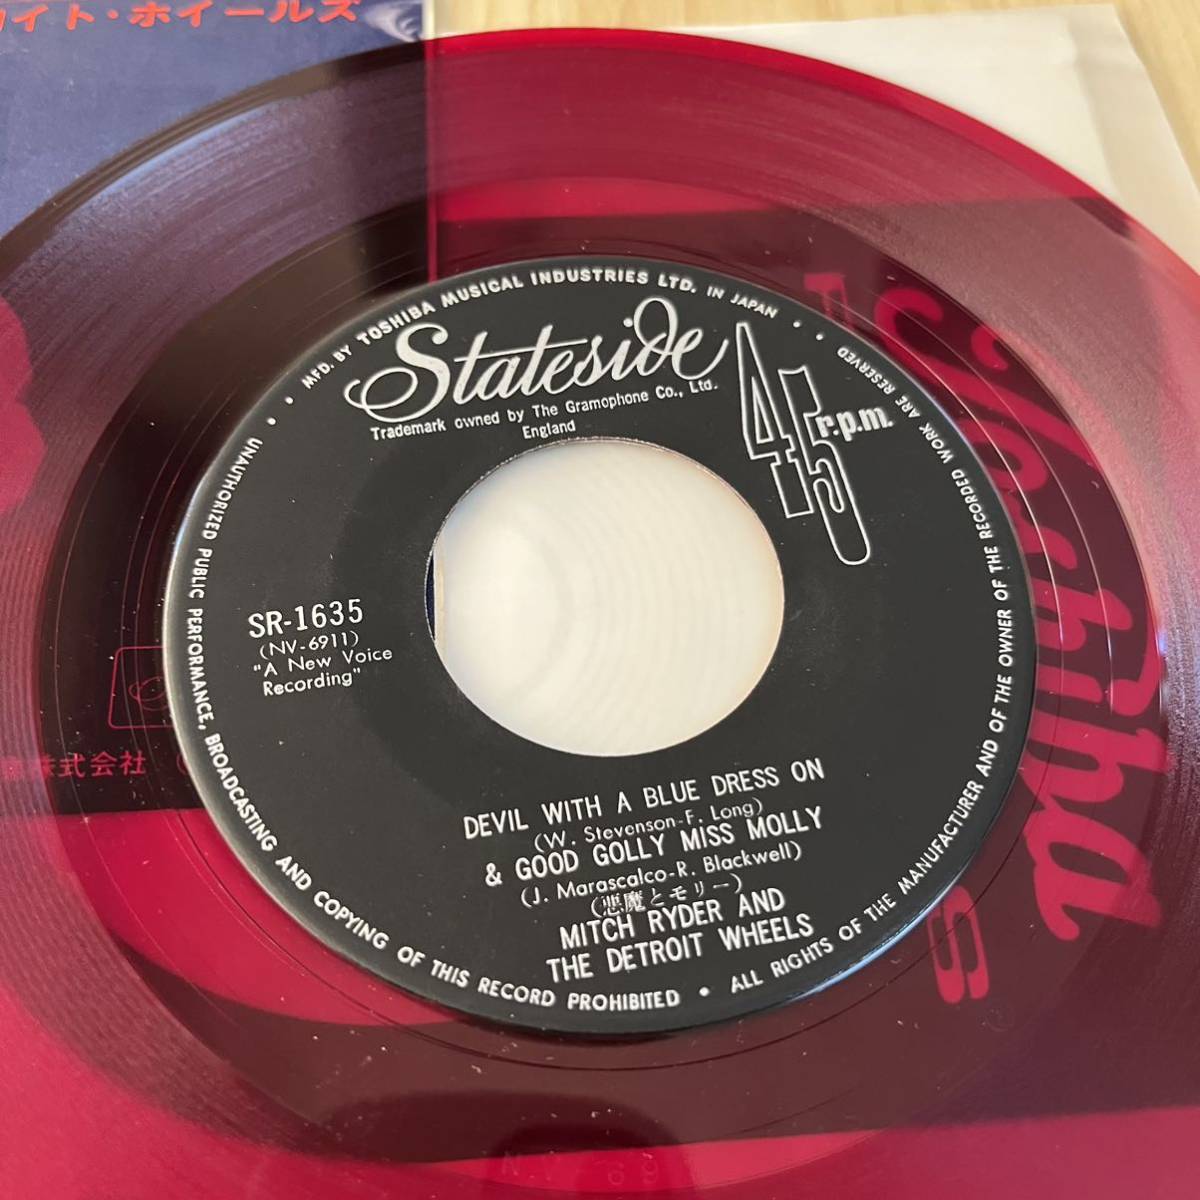 イト・ホイールズ
MFD. BY TOSHIBA MUSICAL INDUSTRIES LTD. IN JAPAN
Stateside
Trademark owned by The Gramophone Co., Ltd.
England
45 r.p.m.
SR-1635
(NV-6911)
"A New Voice
Recording"
DEVIL WITH A BLUE DRESS ON
(W. Stevenson-F. Long)
& GOOD GOLLY MISS MOLLY
(J. Marascalco-R. Blackwell)
(悪魔とモリー)
MITCH RYDER AND
THE DETROIT WHEELS
UNAUTHORIZED PUBLIC PERFORMANCE, BROADCASTING AND COPYING OF THIS RECORD PROHIBITED • ALL RIGHTS OF THE MANUFACTURER AND OF THE OWNER OF THE RECORDED WORK ARE RESERVED
株式会社
NV 69